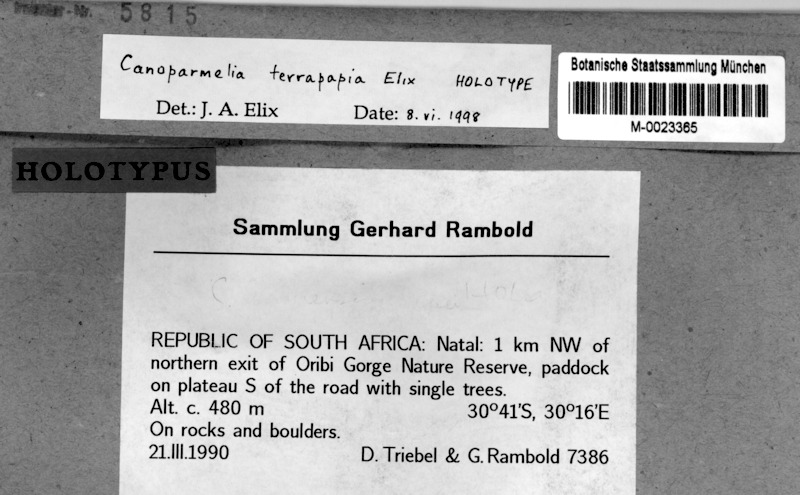 5815
Canoparmelia terrapapia Elix HOLOTYPE
Det.: J. A. Elix Date: 8. vi. 1998
Botanische Staatssammlung München
M-0023365
HOLOTYPUS
Sammlung Gerhard Rambold
REPUBLIC OF SOUTH AFRICA: Natal: 1 km NW of
northern exit of Oribi Gorge Nature Reserve, paddock
on plateau S of the road with single trees.
Alt. c. 480 m 30°41'S, 30°16'E
On rocks and boulders.
21.III.1990 D. Triebel & G. Rambold 7386